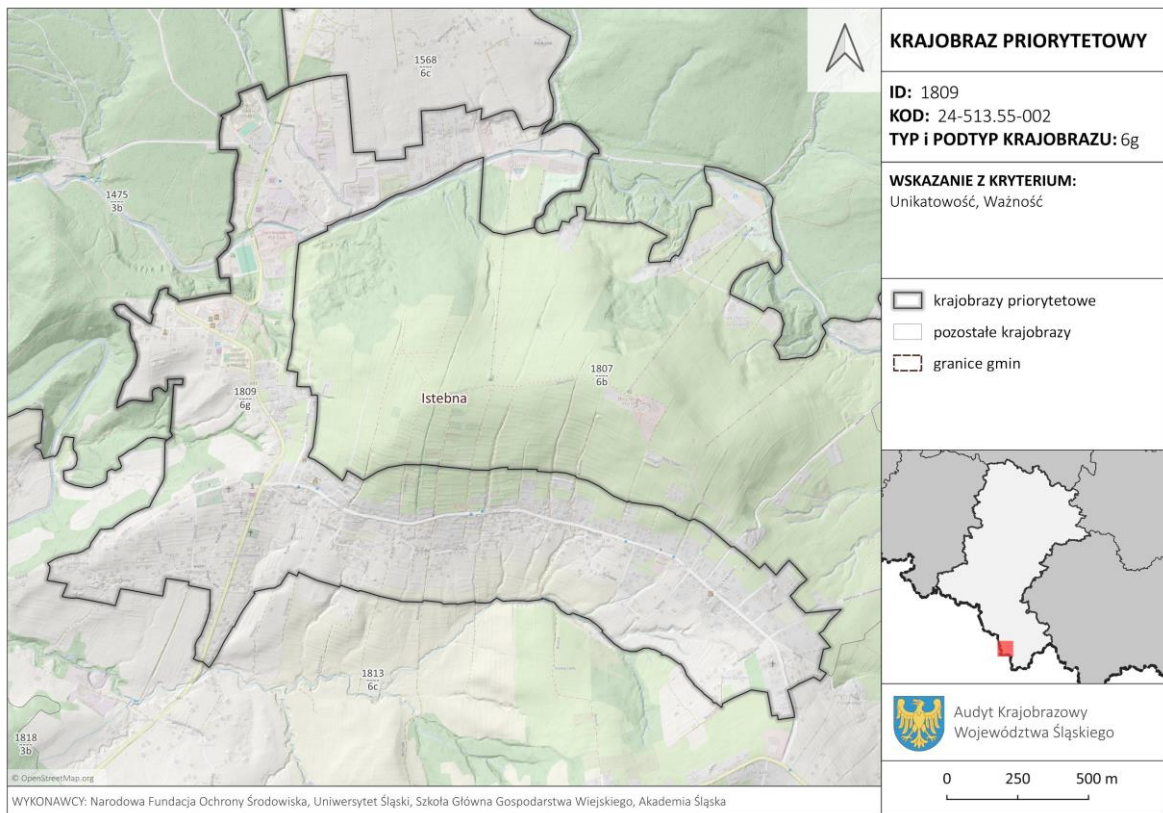 1568
6c
1475
3b
1807
6b
Istebna
1809
6g
1813
6c
1818
3b
© OpenStreetMap.org
WYKONAWCY: Narodowa Fundacja Ochrony Środowiska, Uniwersytet Śląski, Szkoła Główna Gospodarstwa Wiejskiego, Akademia Śląska
KRAJOBRAZ PRIORYTETOWY
ID: 1809
KOD: 24-513.55-002
TYP i PODTYP KRAJOBRAZU: 6g
WSKAZANIE Z KRYTERIUM:
Unikatowość, Ważność
krajobrazy priorytetowe
pozostałe krajobrazy
granice gmin
Audyt Krajobrazowy
Województwa Śląskiego
0 250 500 m